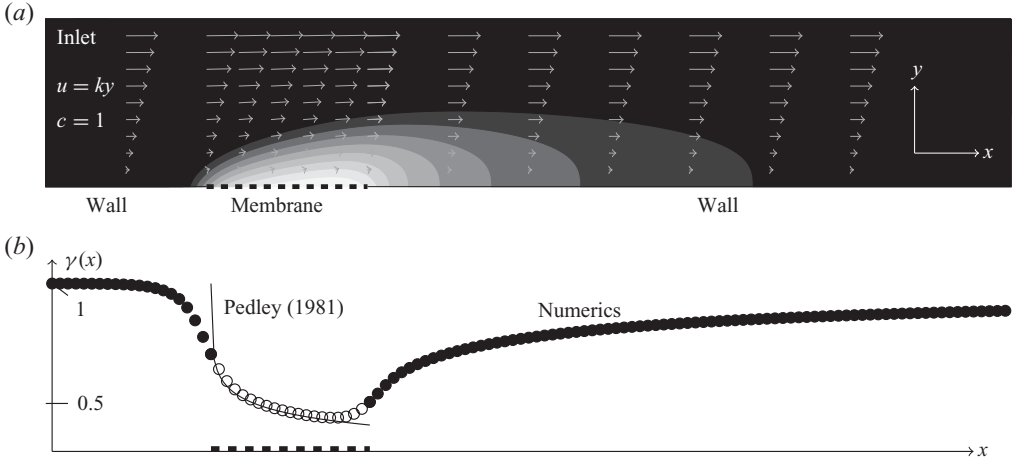 (a)
Inlet
u = ky
c = 1
y
x
Wall
Membrane
Wall
(b)
γ(x)
1
Pedley (1981)
Numerics
0.5
x